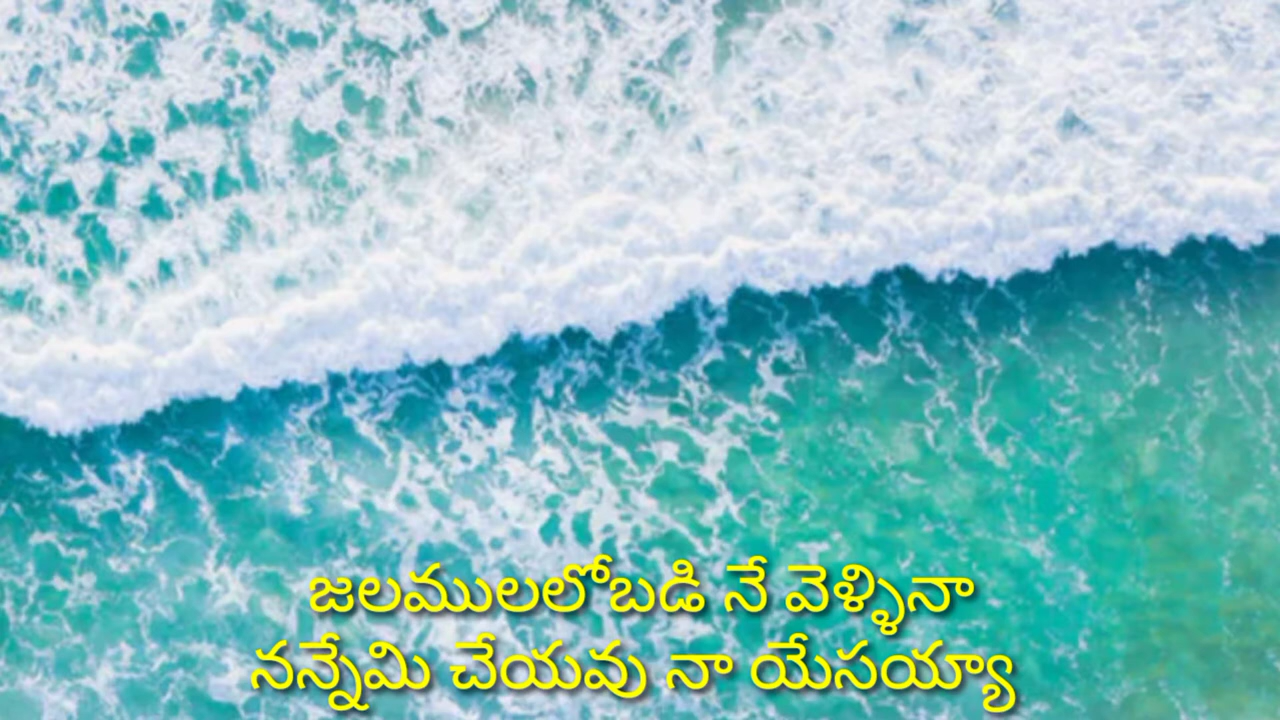 జలములలోబడి నే వెళ్ళినా
నన్నేమి చేయవు నా యేసయ్యా